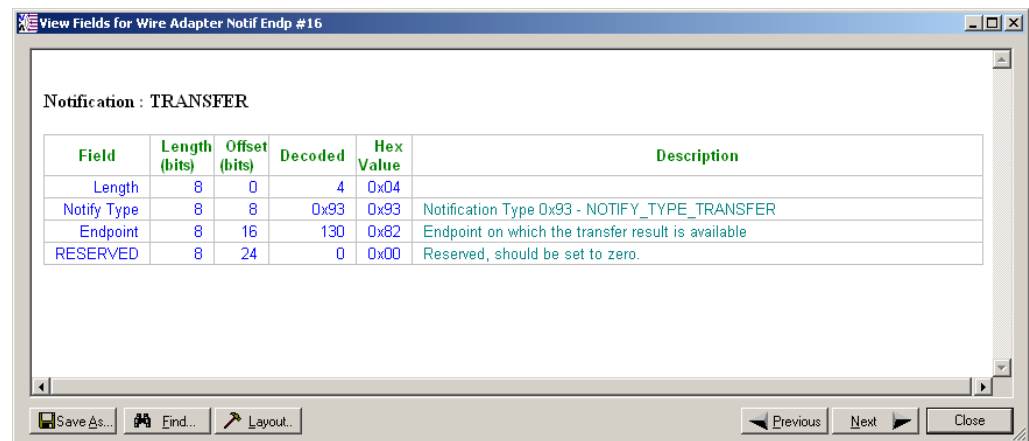 View Fields for Wire Adapter Notif Endp #16
Notification : TRANSFER
Field Length (bits) Offset (bits) Decoded Hex Value Description
Length 8 0 4 0x04
Notify Type 8 8 0x93 0x93 Notification Type 0x93 - NOTIFY_TYPE_TRANSFER
Endpoint 8 16 130 0x82 Endpoint on which the transfer result is available
RESERVED 8 24 0 0x00 Reserved, should be set to zero.
Save As... Find... Layout.. Previous Next Close